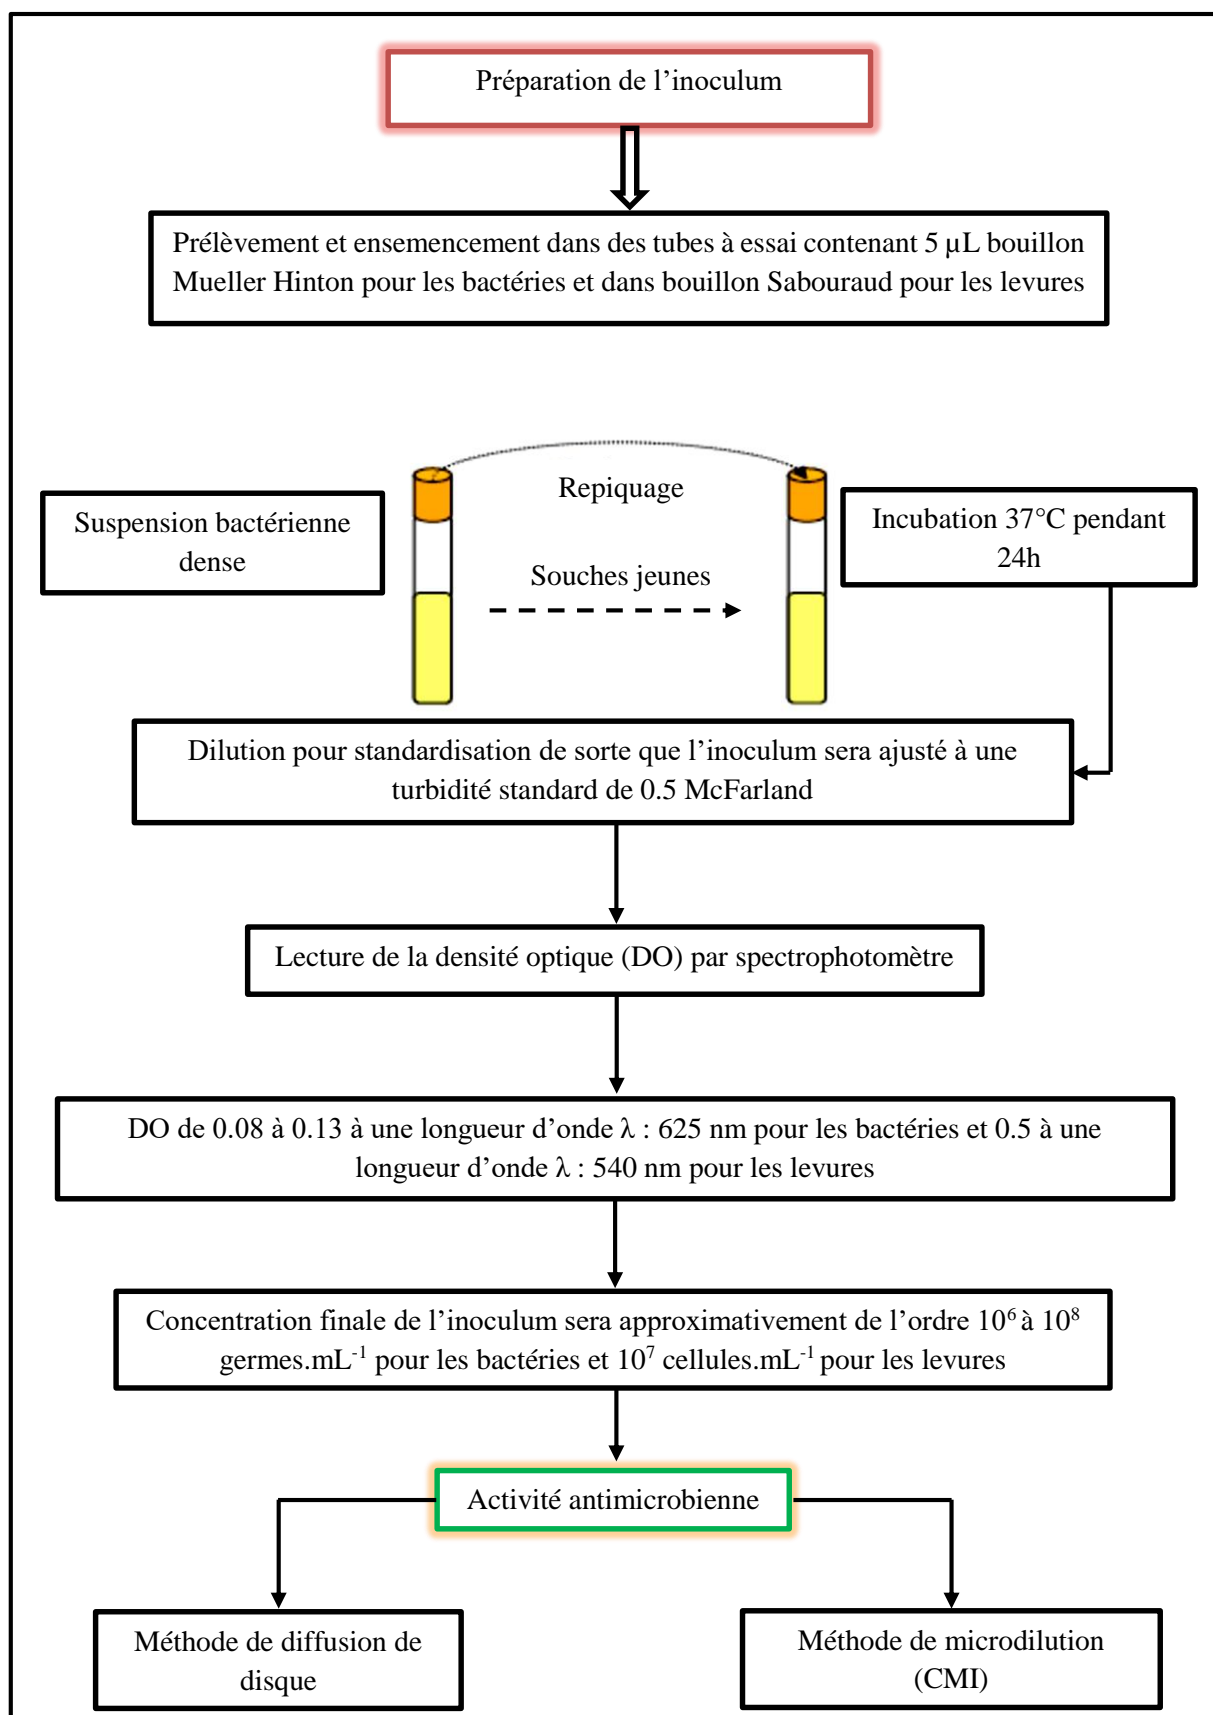 Préparation de l’inoculum
Prélèvement et ensemencement dans des tubes à essai contenant 5 µL bouillon
Mueller Hinton pour les bactéries et dans bouillon Sabouraud pour les levures
Suspension bactérienne
dense
Repiquage
Souches jeunes
Incubation 37°C pendant
24h
Dilution pour standardisation de sorte que l’inoculum sera ajusté à une
turbidité standard de 0.5 McFarland
Lecture de la densité optique (DO) par spectrophotomètre
DO de 0.08 à 0.13 à une longueur d’onde λ : 625 nm pour les bactéries et 0.5 à une
longueur d’onde λ : 540 nm pour les levures
Concentration finale de l’inoculum sera approximativement de l’ordre 10⁶ à 10⁸
germes.mL⁻¹ pour les bactéries et 10⁷ cellules.mL⁻¹ pour les levures
Activité antimicrobienne
Méthode de diffusion de
disque
Méthode de microdilution
(CMI)